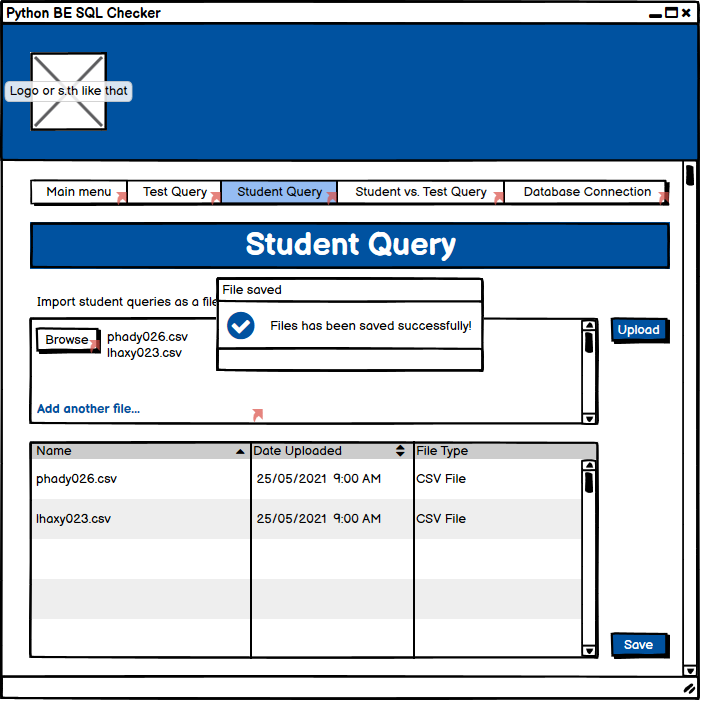 Python BE SQL Checker
Logo or s.th like that
Main menu Test Query Student Query Student vs. Test Query Database Connection
Student Query
File saved
Import student queries as a file
Files has been saved successfully!
Upload
Browse phady026.csv
lhaxy023.csv
Add another file...
Name Date Uploaded File Type
phady026.csv 25/05/2021 9:00 AM CSV File
lhaxy023.csv 25/05/2021 9:00 AM CSV File
Save